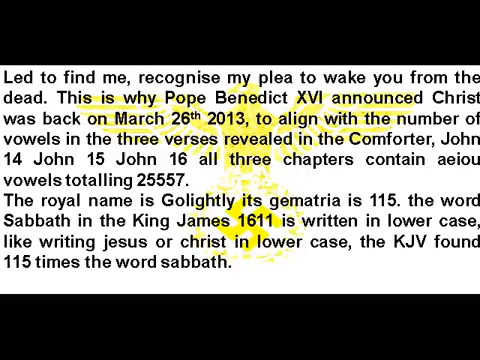 Led to find me, recognise my plea to wake you from the
dead. This is why Pope Benedict XVI announced Christ
was back on March 26th 2013, to align with the number of
vowels in the three verses revealed in the Comforter, John
14 John 15 John 16 all three chapters contain aeiou
vowels totalling 25557.
The royal name is Golightly its gematria is 115. the word
Sabbath in the King James 1611 is written in lower case,
like writing jesus or christ in lower case, the KJV found
115 times the word sabbath.